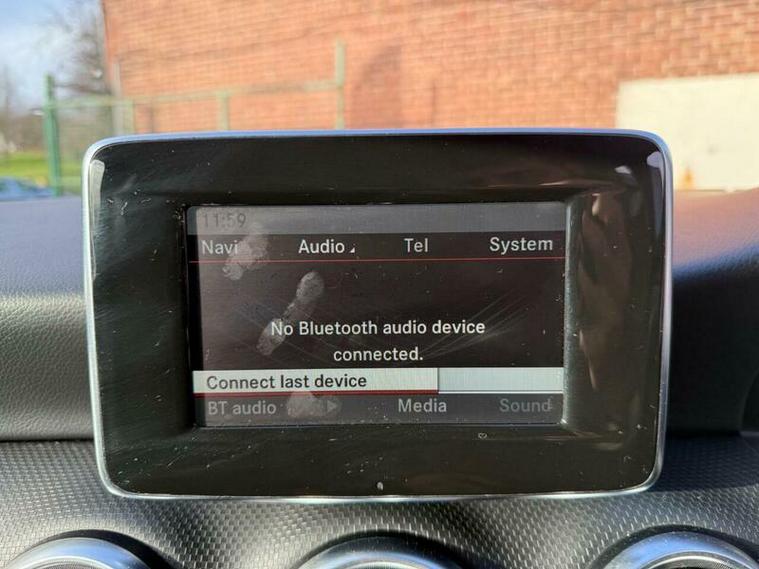 11:59
Navi Audio Tel System
No Bluetooth audio device
connected.
Connect last device
BT audio Media Sound